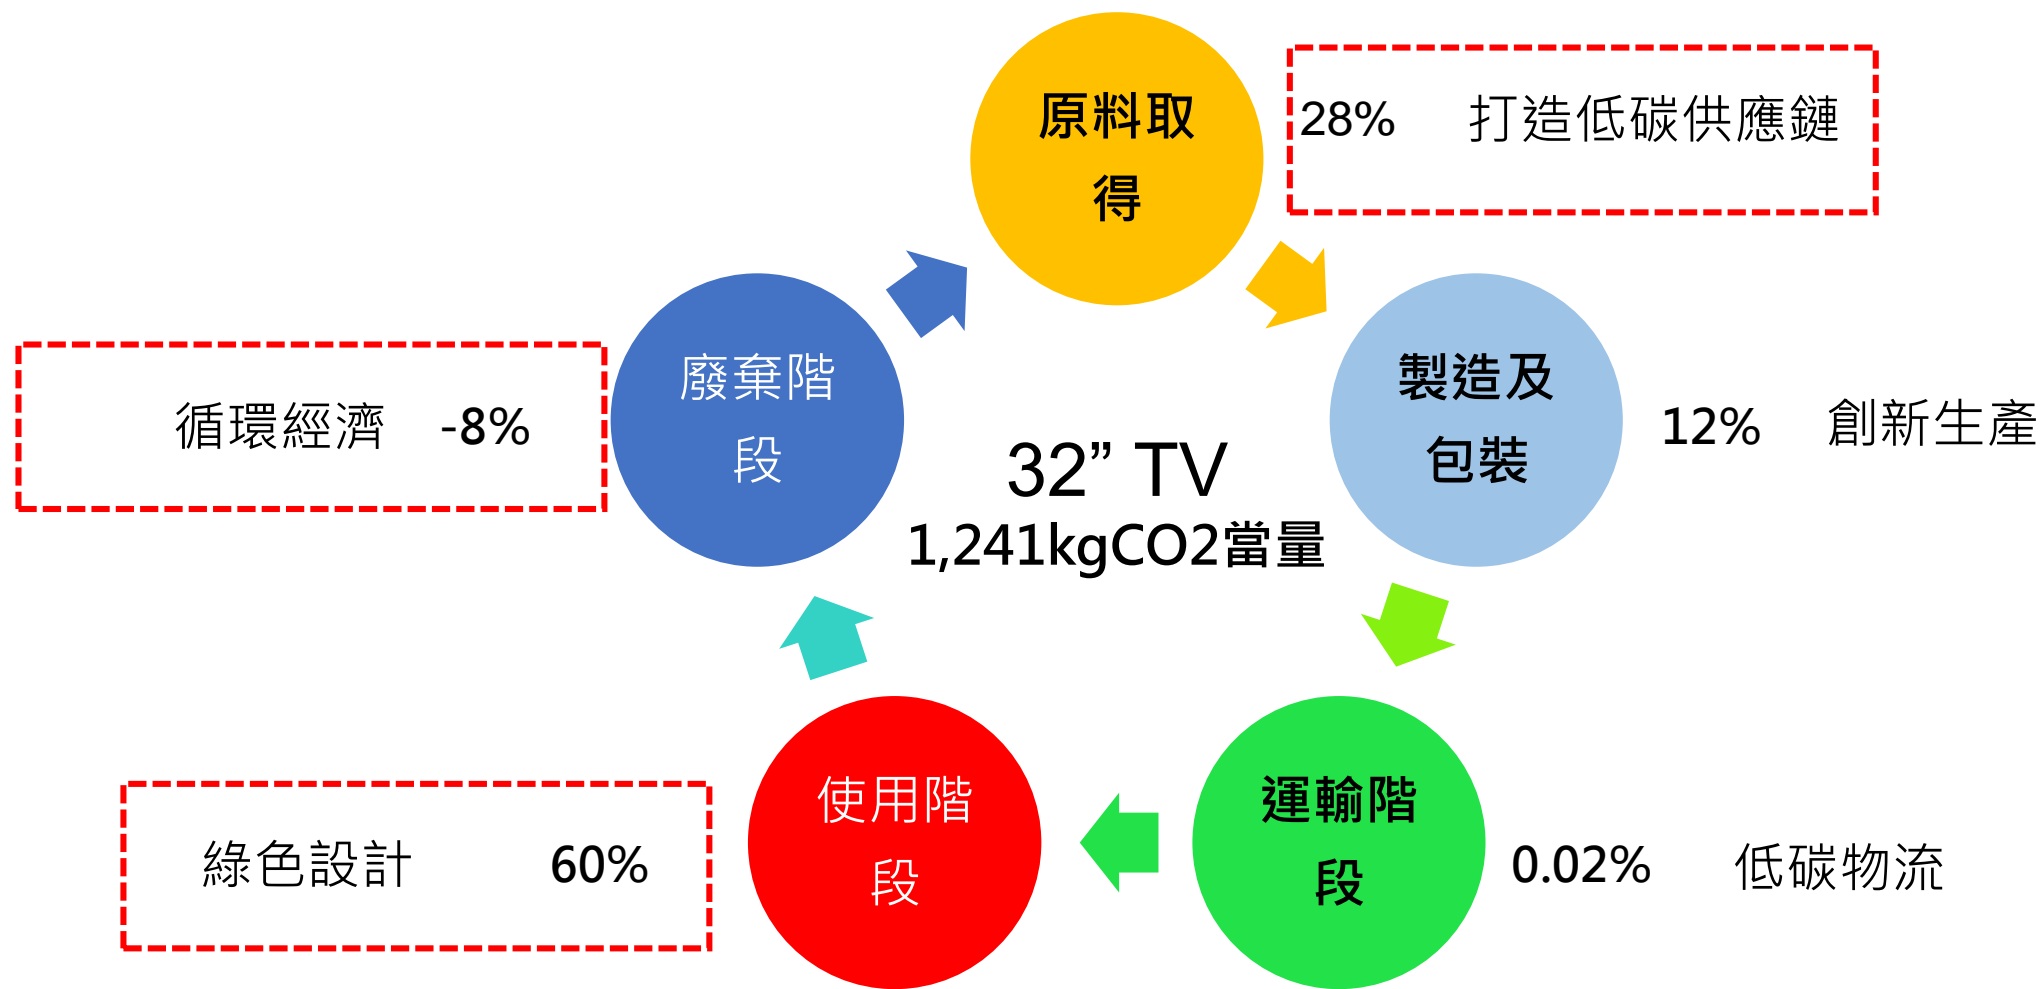 原料取
得
28% 打造低碳供應鏈
製造及
包裝
12% 創新生產
運輸階
段
0.02% 低碳物流
使用階
段
綠色設計 60%
廢棄階
段
循環經濟 -8%
32” TV
1,241kgCO2當量